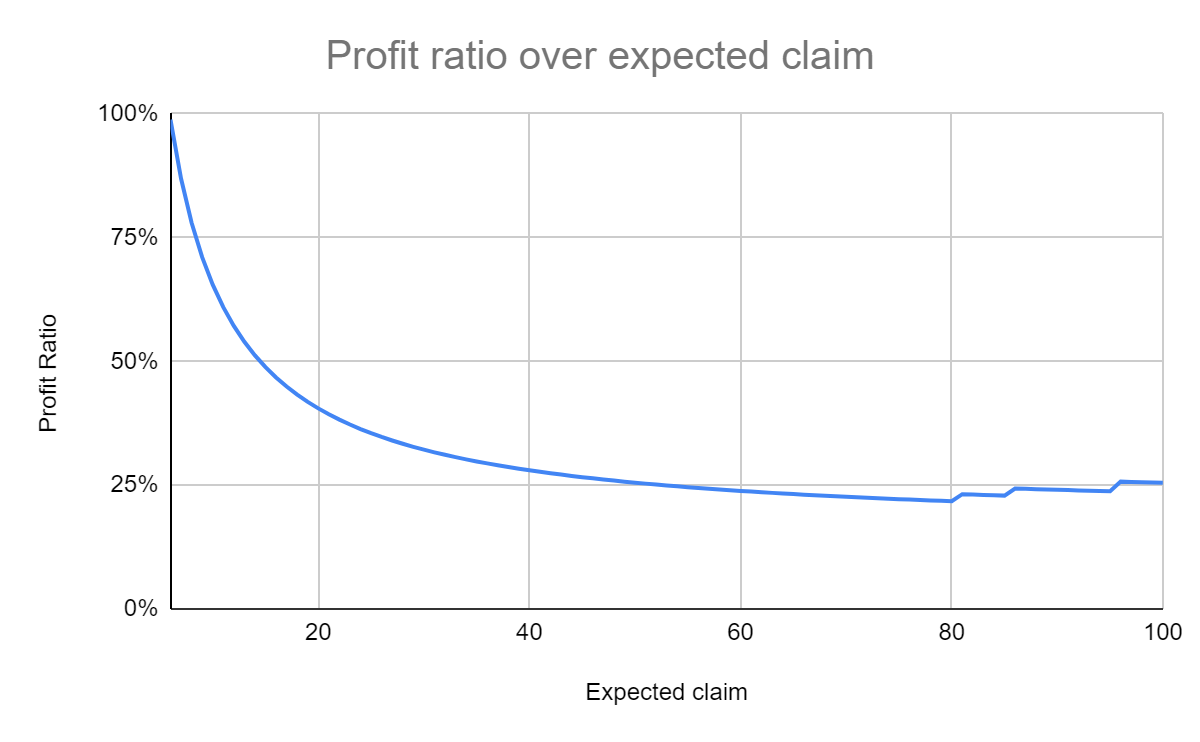 Profit ratio over expected claim
100%
75%
50%
25%
0%
Profit Ratio
20 40 60 80 100
Expected claim